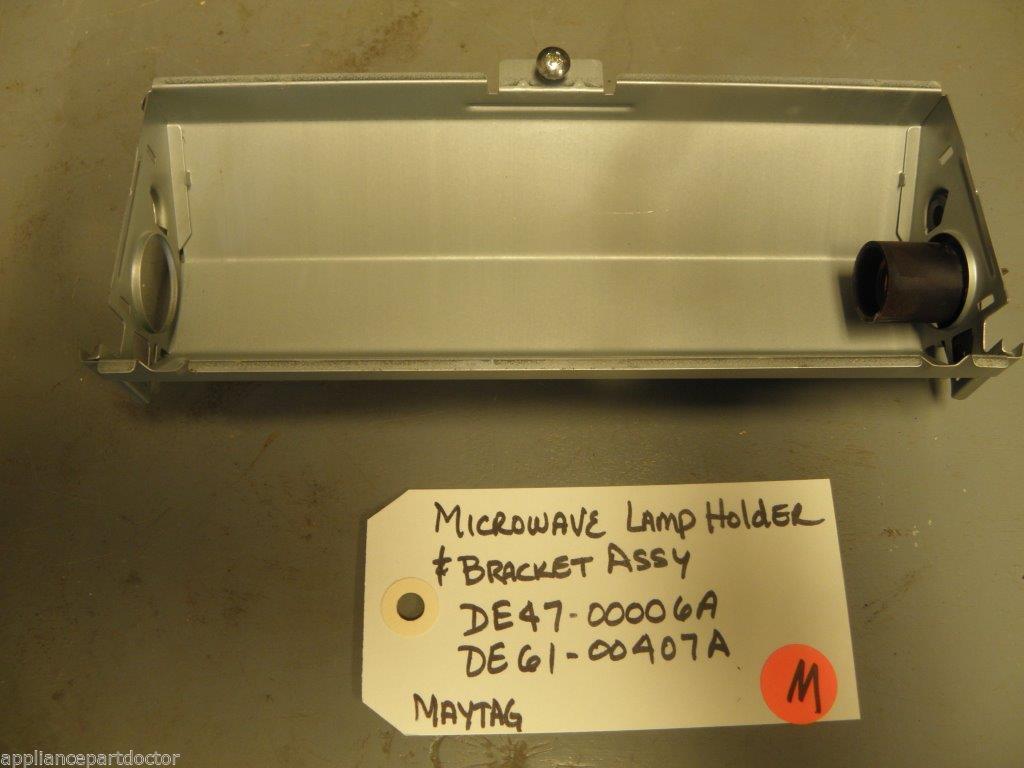 MICROWAVE LAMP HOLDER
& BRACKET ASSY
DE47-00006A
DE61-00407A
MAYTAG
M
appliancepartdoctor